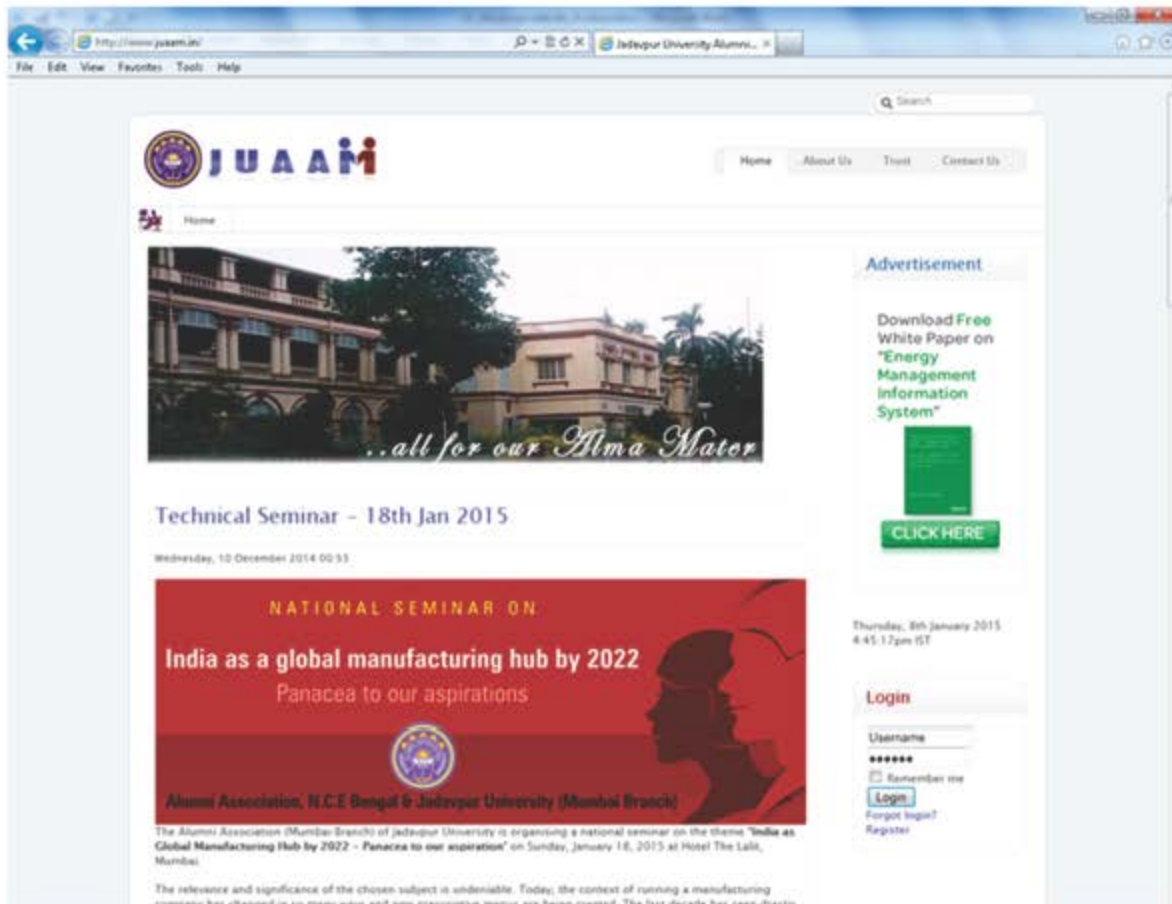 http://www.juaam.in/
Jadavpur University Alumni...
File Edit View Favorites Tools Help
Search
JUAAM
Home About Us Trust Contact Us
Home
..all for our Alma Mater
Technical Seminar – 18th Jan 2015
Wednesday, 10 December 2014 00:53
NATIONAL SEMINAR ON
India as a global manufacturing hub by 2022
Panacea to our aspirations
Alumni Association, N.C.E Bengal & Jadavpur University (Mumbai Branch)
The Alumni Association (Mumbai Branch) of Jadavpur University is organising a national seminar on the theme "India as
Global Manufacturing Hub by 2022 – Panacea to our aspiration" on Sunday, January 18, 2015 at Hotel The Lalit,
Mumbai
The relevance and significance of the chosen subject is undeniable. Today, the context of running a manufacturing
Advertisement
Download Free
White Paper on
"Energy
Management
Information
System"
CLICK HERE
Thursday, 8th January 2015
4:45:17pm IST
Login
Username
Remember me
Login
Forgot login?
Register